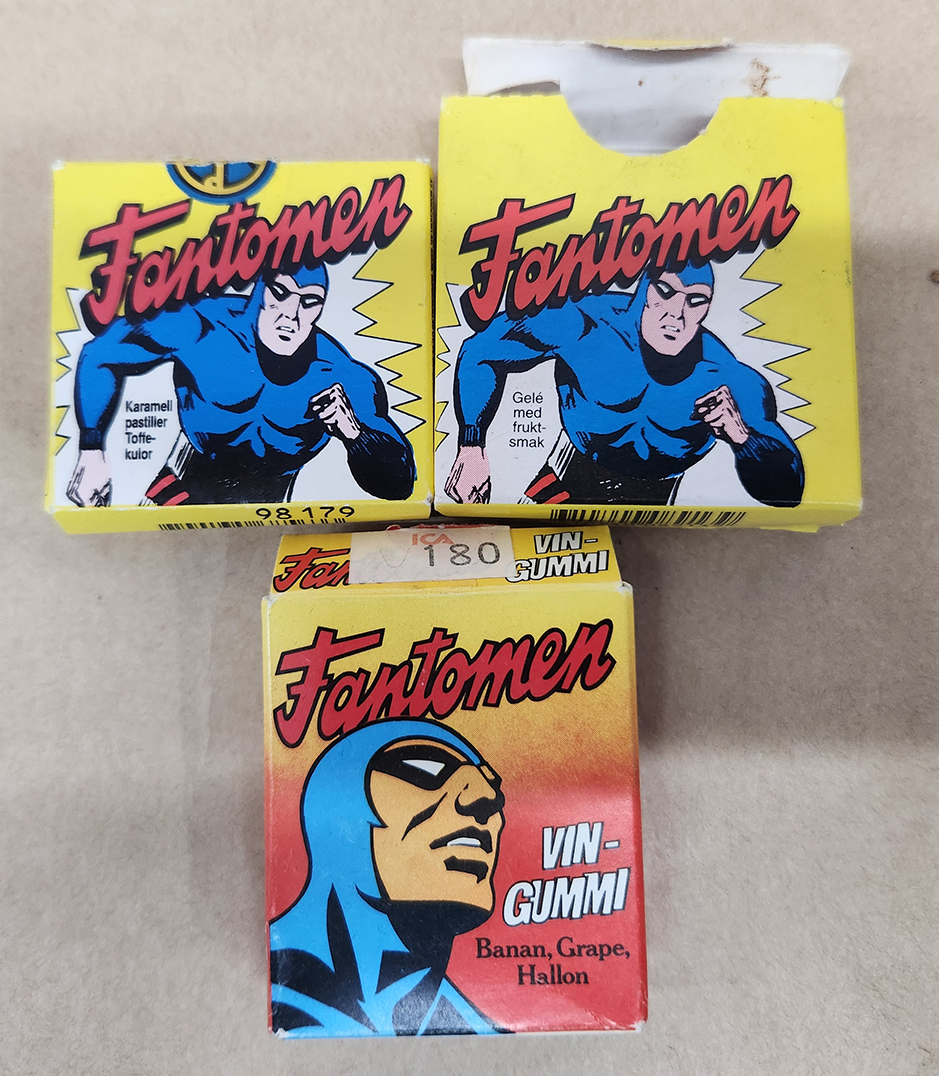 Fantomen
Karamell
pastiller
Toffe-
kulor
98 179
Fantomen
Gelé
med
frukt-
smak
ICA
180
VIN-
GUMMI
Fantomen
VIN-
GUMMI
Banan, Grape,
Hallon